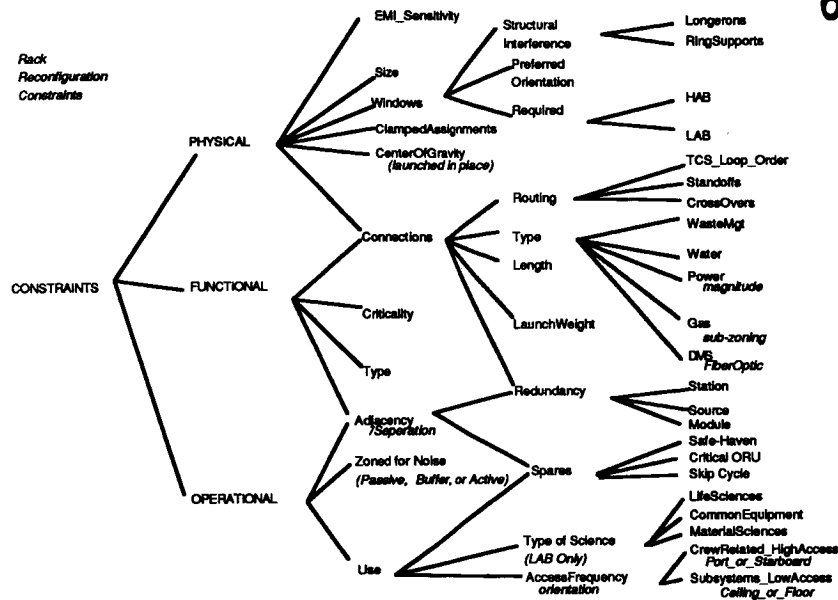 6
Rack
Reconfiguration
Constraints
CONSTRAINTS
PHYSICAL
FUNCTIONAL
OPERATIONAL
EMI_Sensitivity
Size
Windows
ClampedAssignments
CenterOfGravity
(launched in place)
Connections
Criticality
Type
Adjacency
/Seperation
Zoned for Noise
(Passive, Buffer, or Active)
Use
Structural
Interference
Preferred
Orientation
Required
Routing
Type
Length
LaunchWeight
Redundancy
Spares
Type of Science
(LAB Only)
AccessFrequency
orientation
Longerons
RingSupports
HAB
LAB
TCS_Loop_Order
Standoffs
CrossOvers
WasteMgt
Water
Power
magnitude
Gas
sub-zoning
DMS
FiberOptic
Station
Source
Module
Safe-Haven
Critical ORU
Skip Cycle
LifeSciences
CommonEquipment
MaterialSciences
CrewRelated_HighAccess
Port_or_Starboard
Subsystems_LowAccess
Ceiling_or_Floor